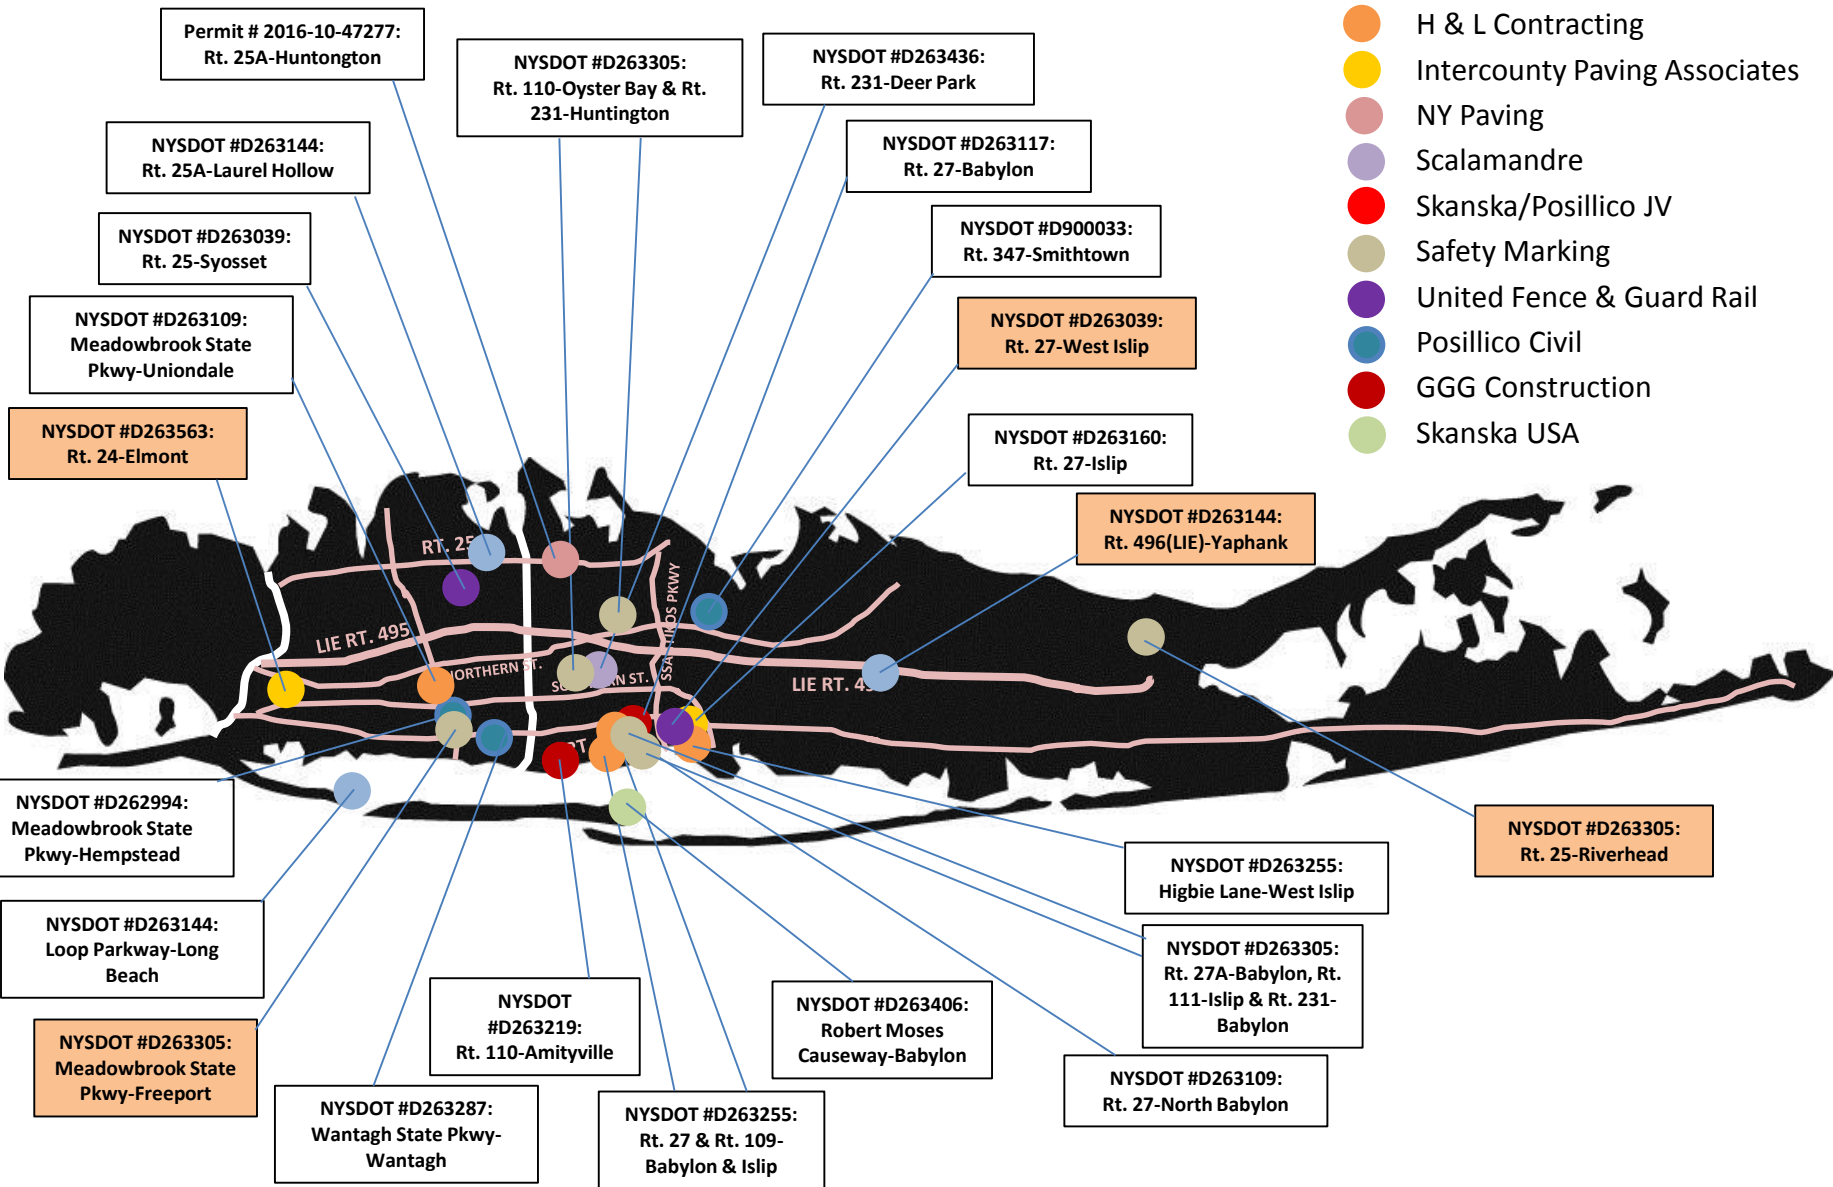 Permit # 2016-10-47277:
Rt. 25A-Huntongton
NYSDOT #D263305:
Rt. 110-Oyster Bay & Rt.
231-Huntington
NYSDOT #D263436:
Rt. 231-Deer Park
NYSDOT #D263144:
Rt. 25A-Laurel Hollow
NYSDOT #D263117:
Rt. 27-Babylon
NYSDOT #D263039:
Rt. 25-Syosset
NYSDOT #D900033:
Rt. 347-Smithtown
NYSDOT #D263109:
Meadowbrook State
Pkwy-Uniondale
NYSDOT #D263039:
Rt. 27-West Islip
NYSDOT #D263563:
Rt. 24-Elmont
NYSDOT #D263160:
Rt. 27-Islip
NYSDOT #D263144:
Rt. 496(LIE)-Yaphank
H & L Contracting
Intercounty Paving Associates
NY Paving
Scalamandre
Skanska/Posillico JV
Safety Marking
United Fence & Guard Rail
Posillico Civil
GGG Construction
Skanska USA
RT. 25
LIE RT. 495
NORTHERN ST.
N ST.
PKWY
LIE RT. 4
NYSDOT #D262994:
Meadowbrook State
Pkwy-Hempstead
NYSDOT #D263144:
Loop Parkway-Long
Beach
NYSDOT #D263305:
Meadowbrook State
Pkwy-Freeport
NYSDOT #D263287:
Wantagh State Pkwy-
Wantagh
NYSDOT
#D263219:
Rt. 110-Amityville
NYSDOT #D263255:
Rt. 27 & Rt. 109-
Babylon & Islip
NYSDOT #D263406:
Robert Moses
Causeway-Babylon
NYSDOT #D263109:
Rt. 27-North Babylon
NYSDOT #D263305:
Rt. 27A-Babylon, Rt.
111-Islip & Rt. 231-
Babylon
NYSDOT #D263255:
Higbie Lane-West Islip
NYSDOT #D263305:
Rt. 25-Riverhead